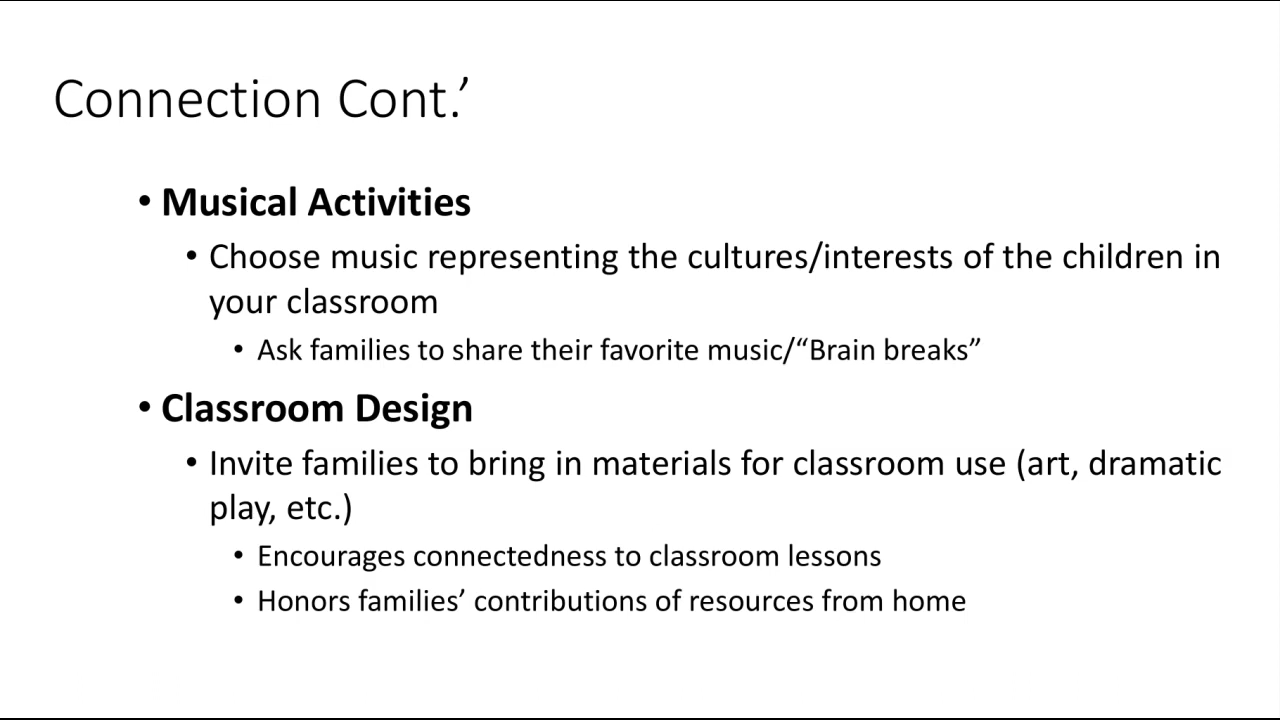 Connection Cont.’
• Musical Activities
• Choose music representing the cultures/interests of the children in
your classroom
• Ask families to share their favorite music/“Brain breaks”
• Classroom Design
• Invite families to bring in materials for classroom use (art, dramatic
play, etc.)
• Encourages connectedness to classroom lessons
• Honors families’ contributions of resources from home